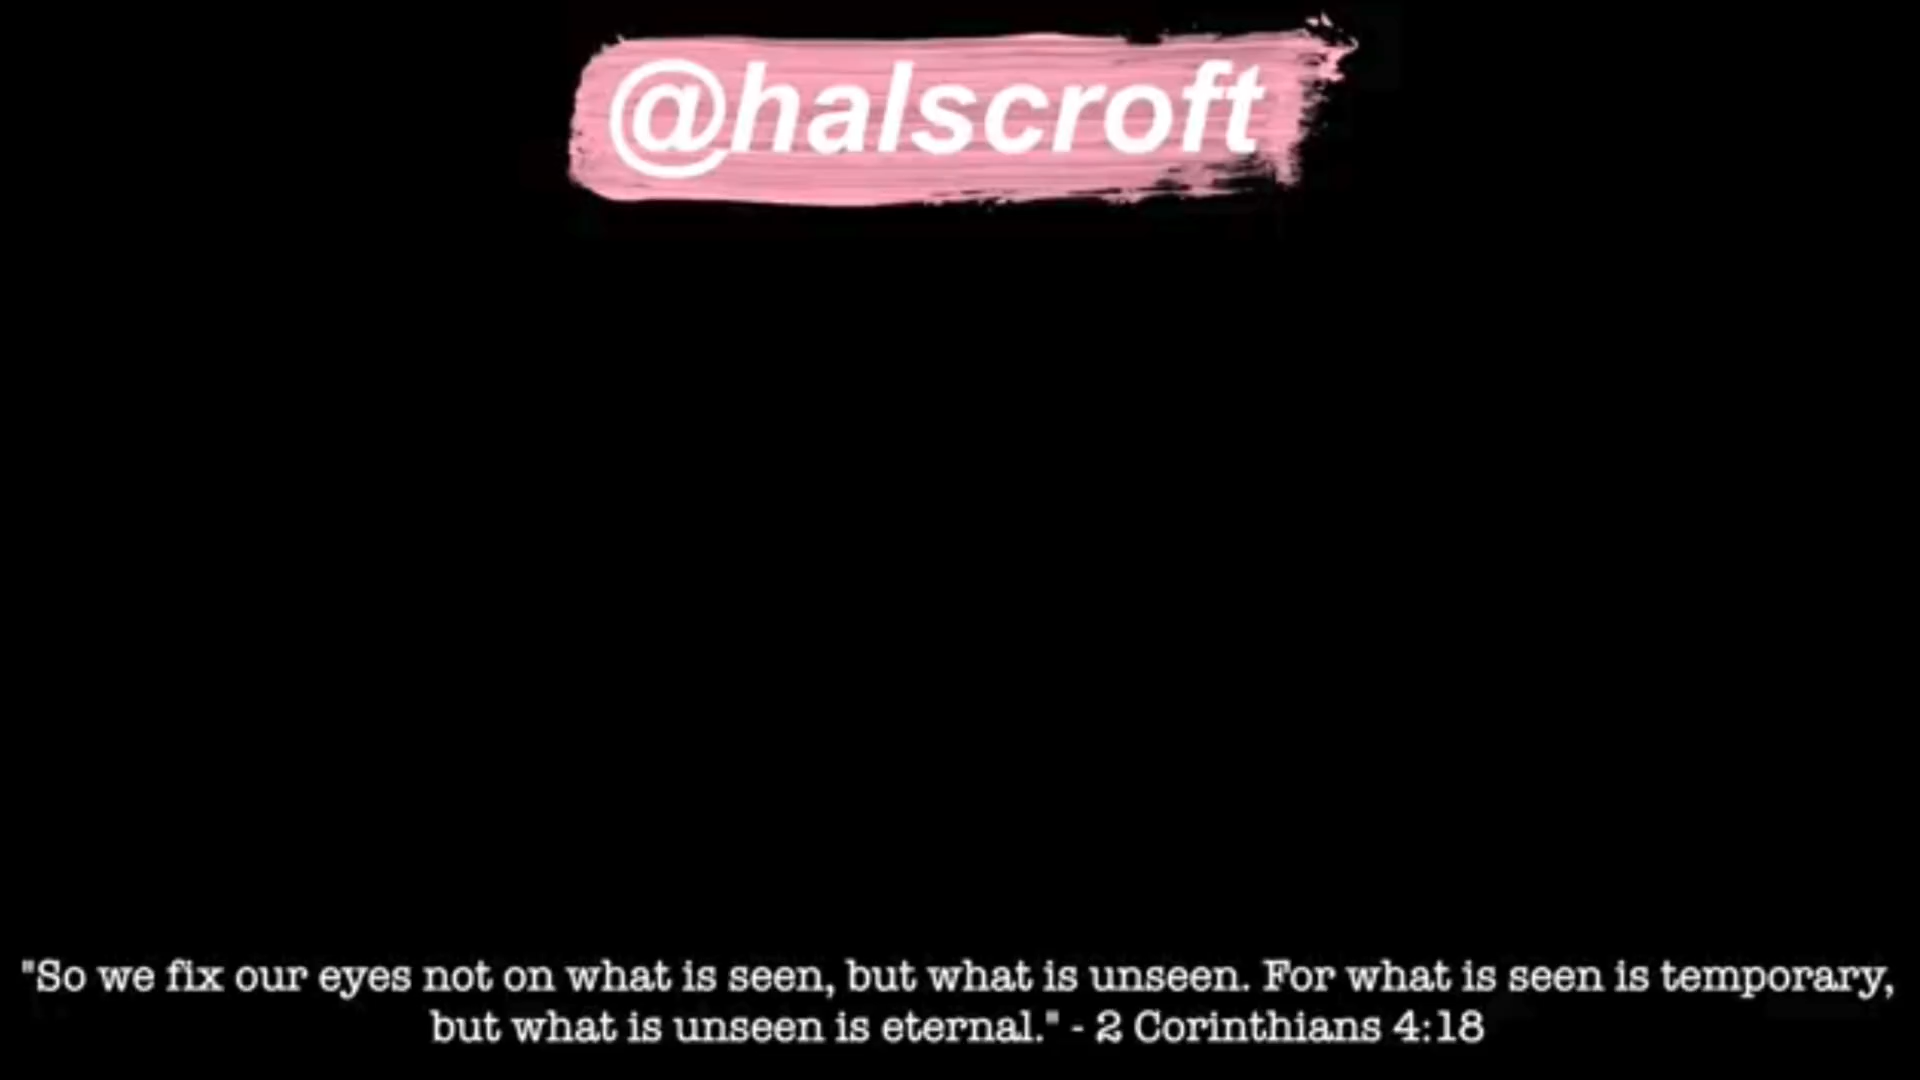 @halscroft
"So we fix our eyes not on what is seen, but what is unseen. For what is seen is temporary,
but what is unseen is eternal." - 2 Corinthians 4:18